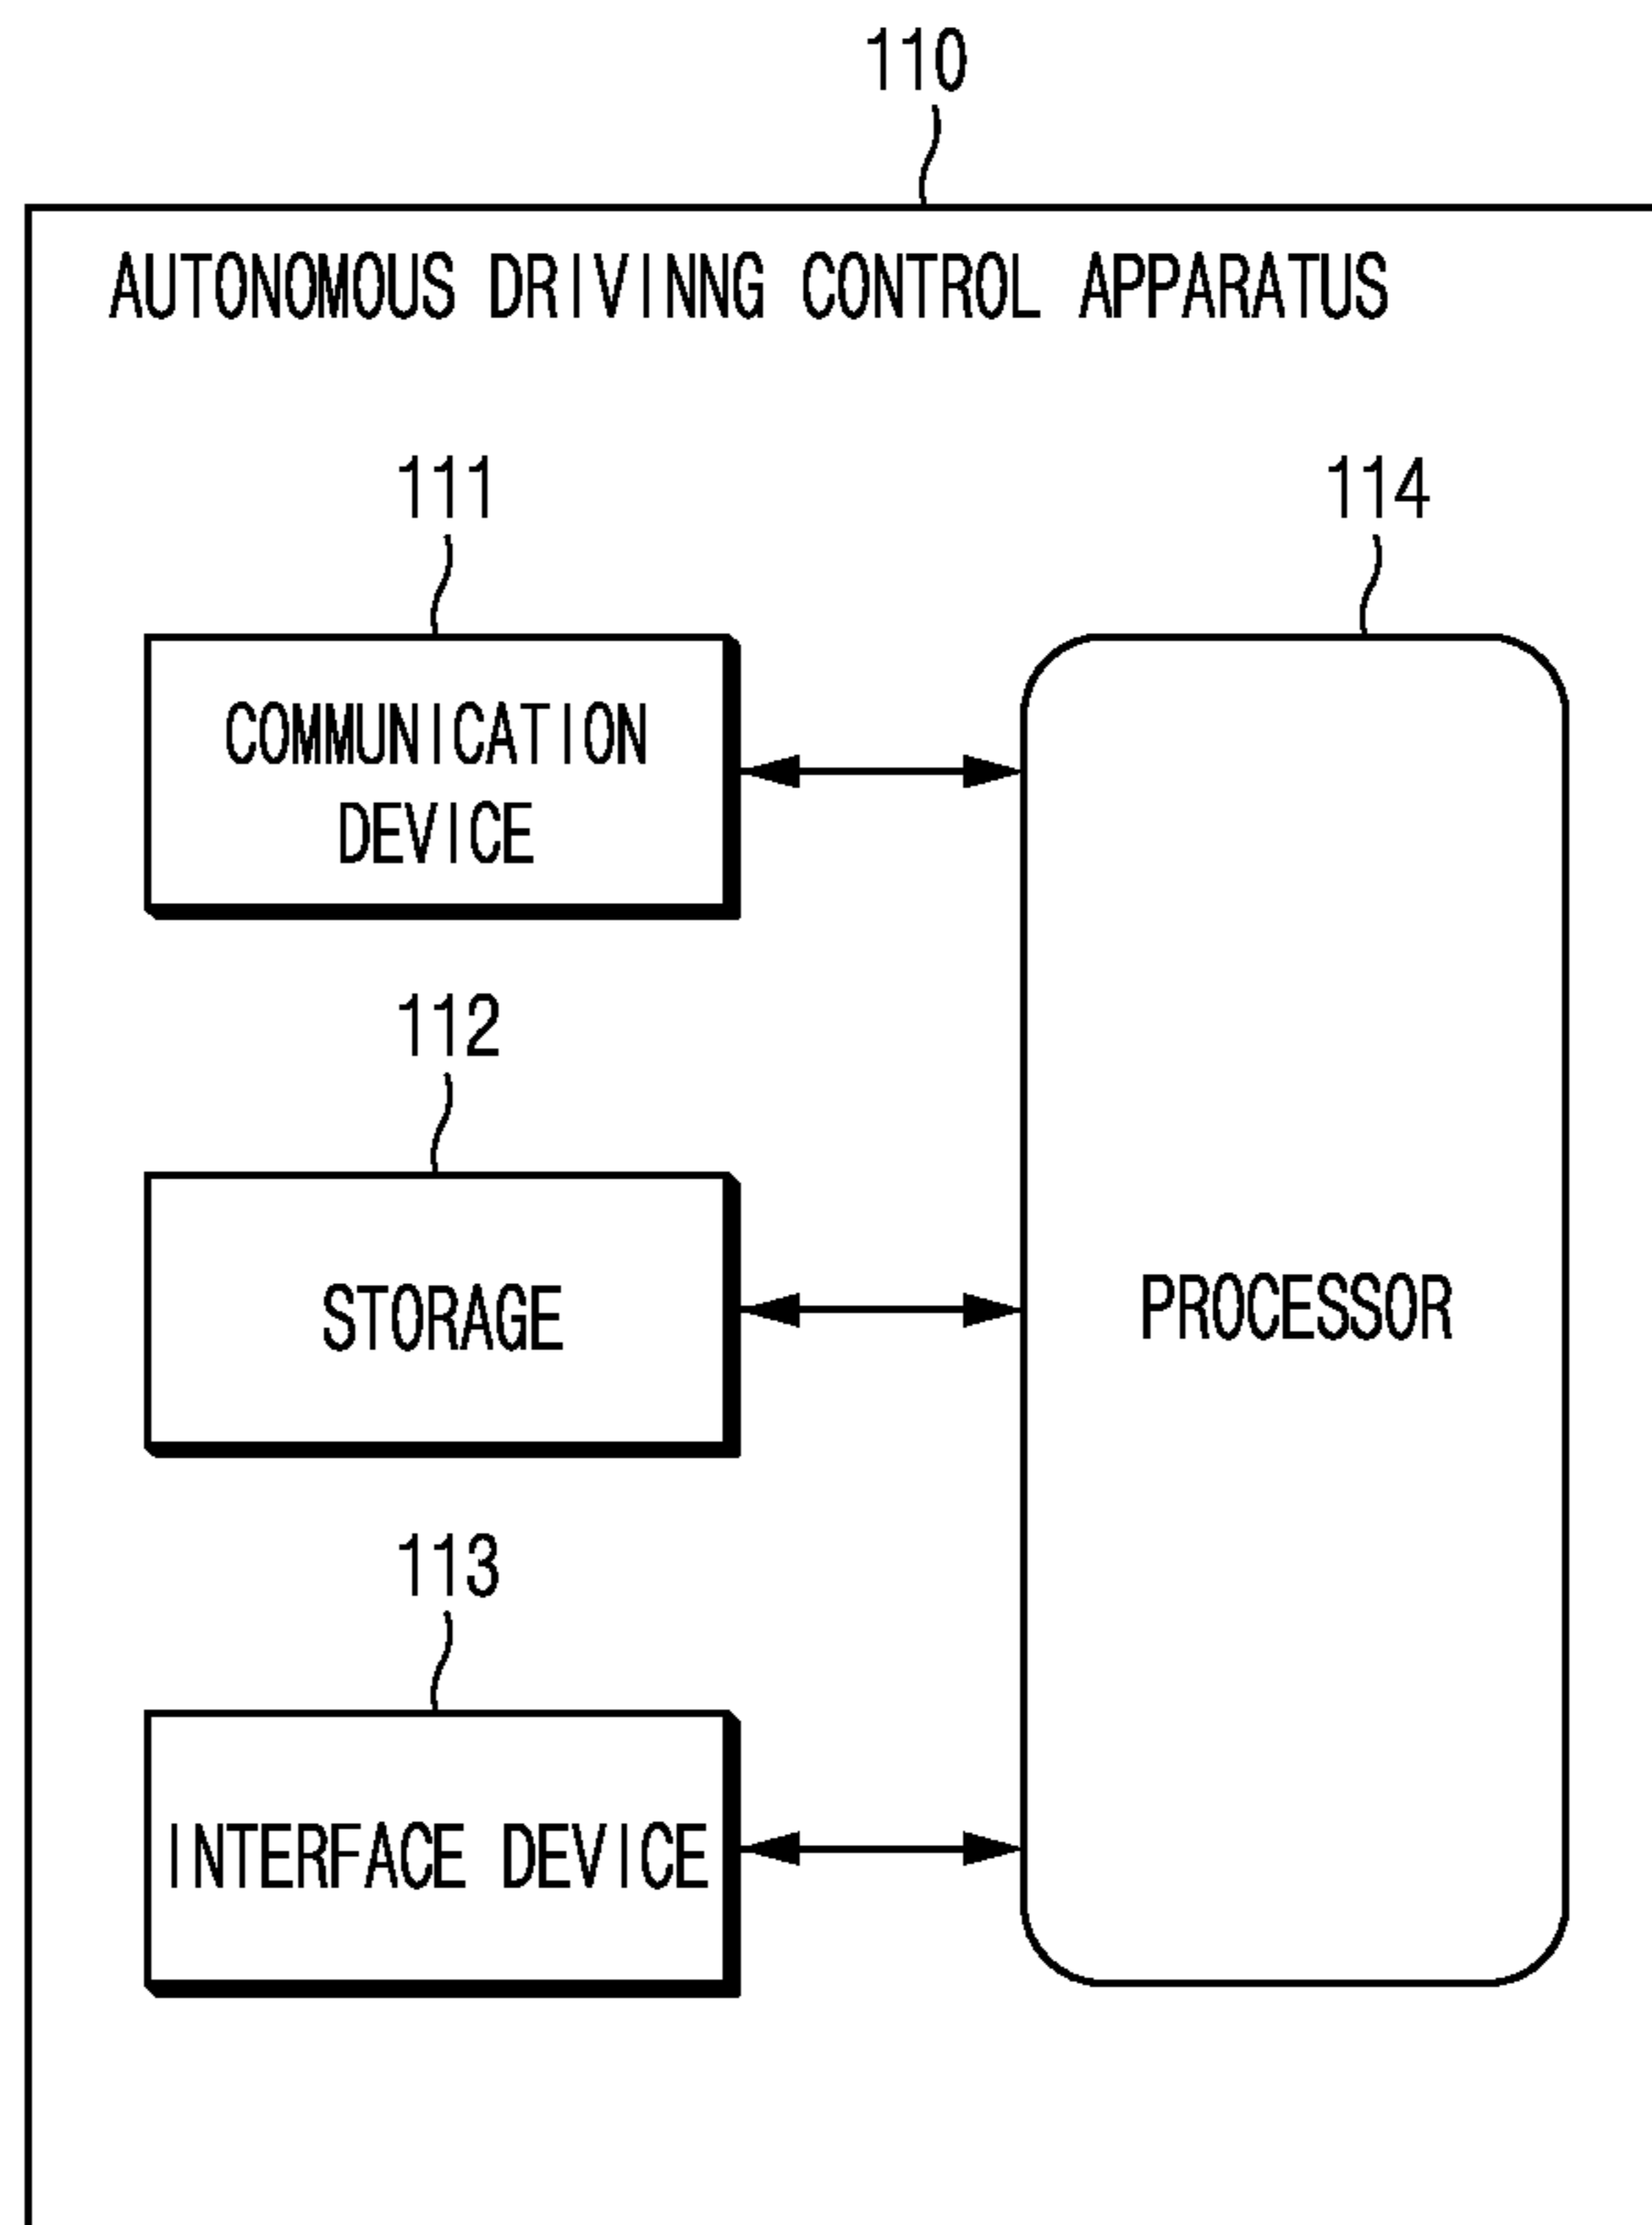 110
AUTONOMOUS DRIVINNG CONTROL APPARATUS
111
114
COMMUNICATION
DEVICE
112
STORAGE
PROCESSOR
113
INTERFACE DEVICE